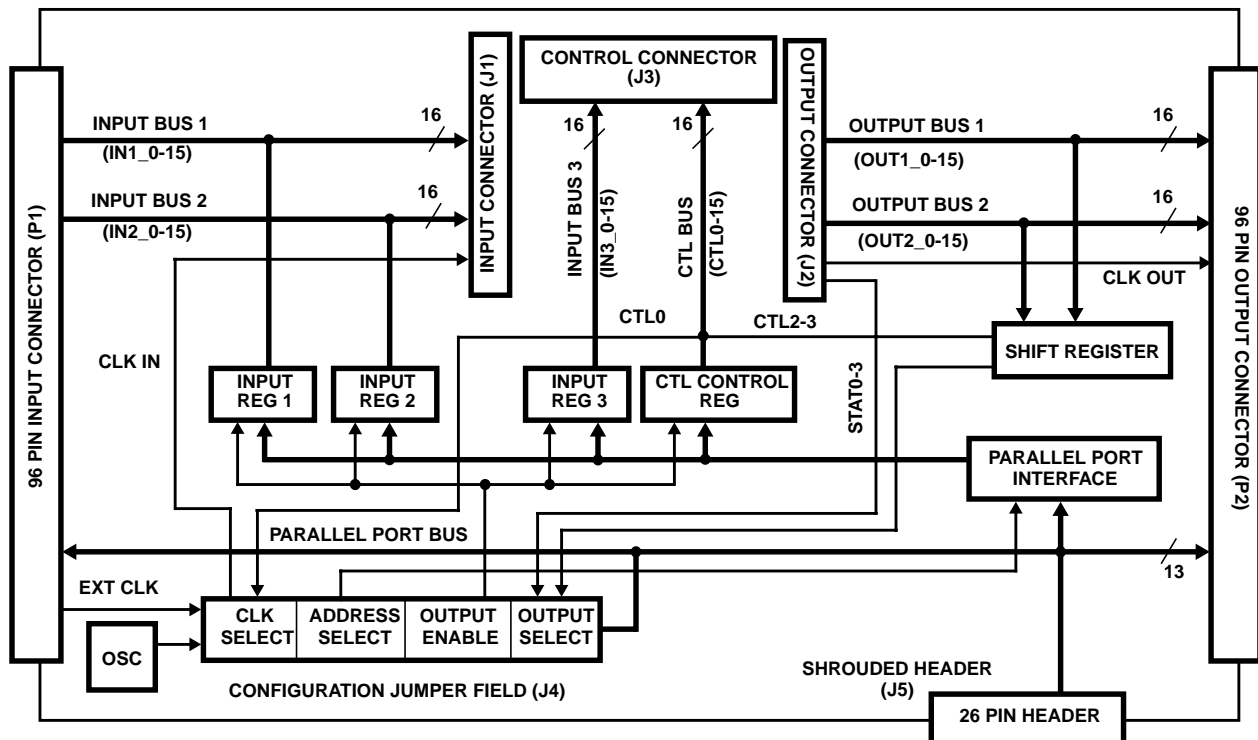 96 PIN INPUT CONNECTOR (P1)
INPUT BUS 1
(IN1_0-15)
16
INPUT BUS 2
(IN2_0-15)
16
CLK IN
INPUT CONNECTOR (J1)
CONTROL CONNECTOR
(J3)
16
16
INPUT BUS 3
(IN3_0-15)
CTL BUS
(CTL0-15)
OUTPUT CONNECTOR (J2)
OUTPUT BUS 1
(OUT1_0-15)
16
OUTPUT BUS 2
(OUT2_0-15)
16
CLK OUT
96 PIN OUTPUT CONNECTOR (P2)
CTL0
CTL2-3
SHIFT REGISTER
STAT0-3
INPUT
REG 1
INPUT
REG 2
INPUT
REG 3
CTL CONTROL
REG
PARALLEL PORT
INTERFACE
PARALLEL PORT BUS
13
EXT CLK
OSC
CLK
SELECT
ADDRESS
SELECT
OUTPUT
ENABLE
OUTPUT
SELECT
CONFIGURATION JUMPER FIELD (J4)
SHROUDED HEADER
(J5)
26 PIN HEADER